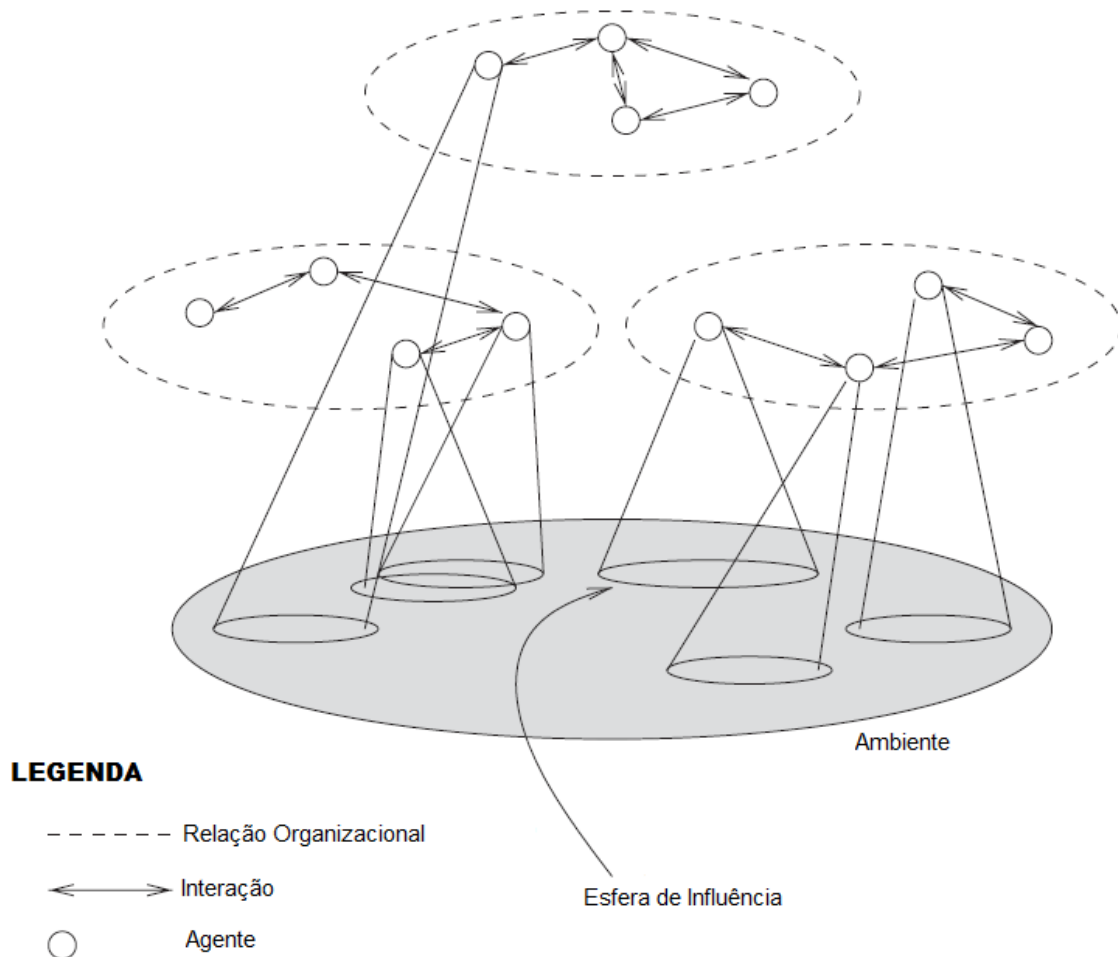 Ambiente
LEGENDA
Relação Organizacional
Interação
Esfera de Influência
Agente